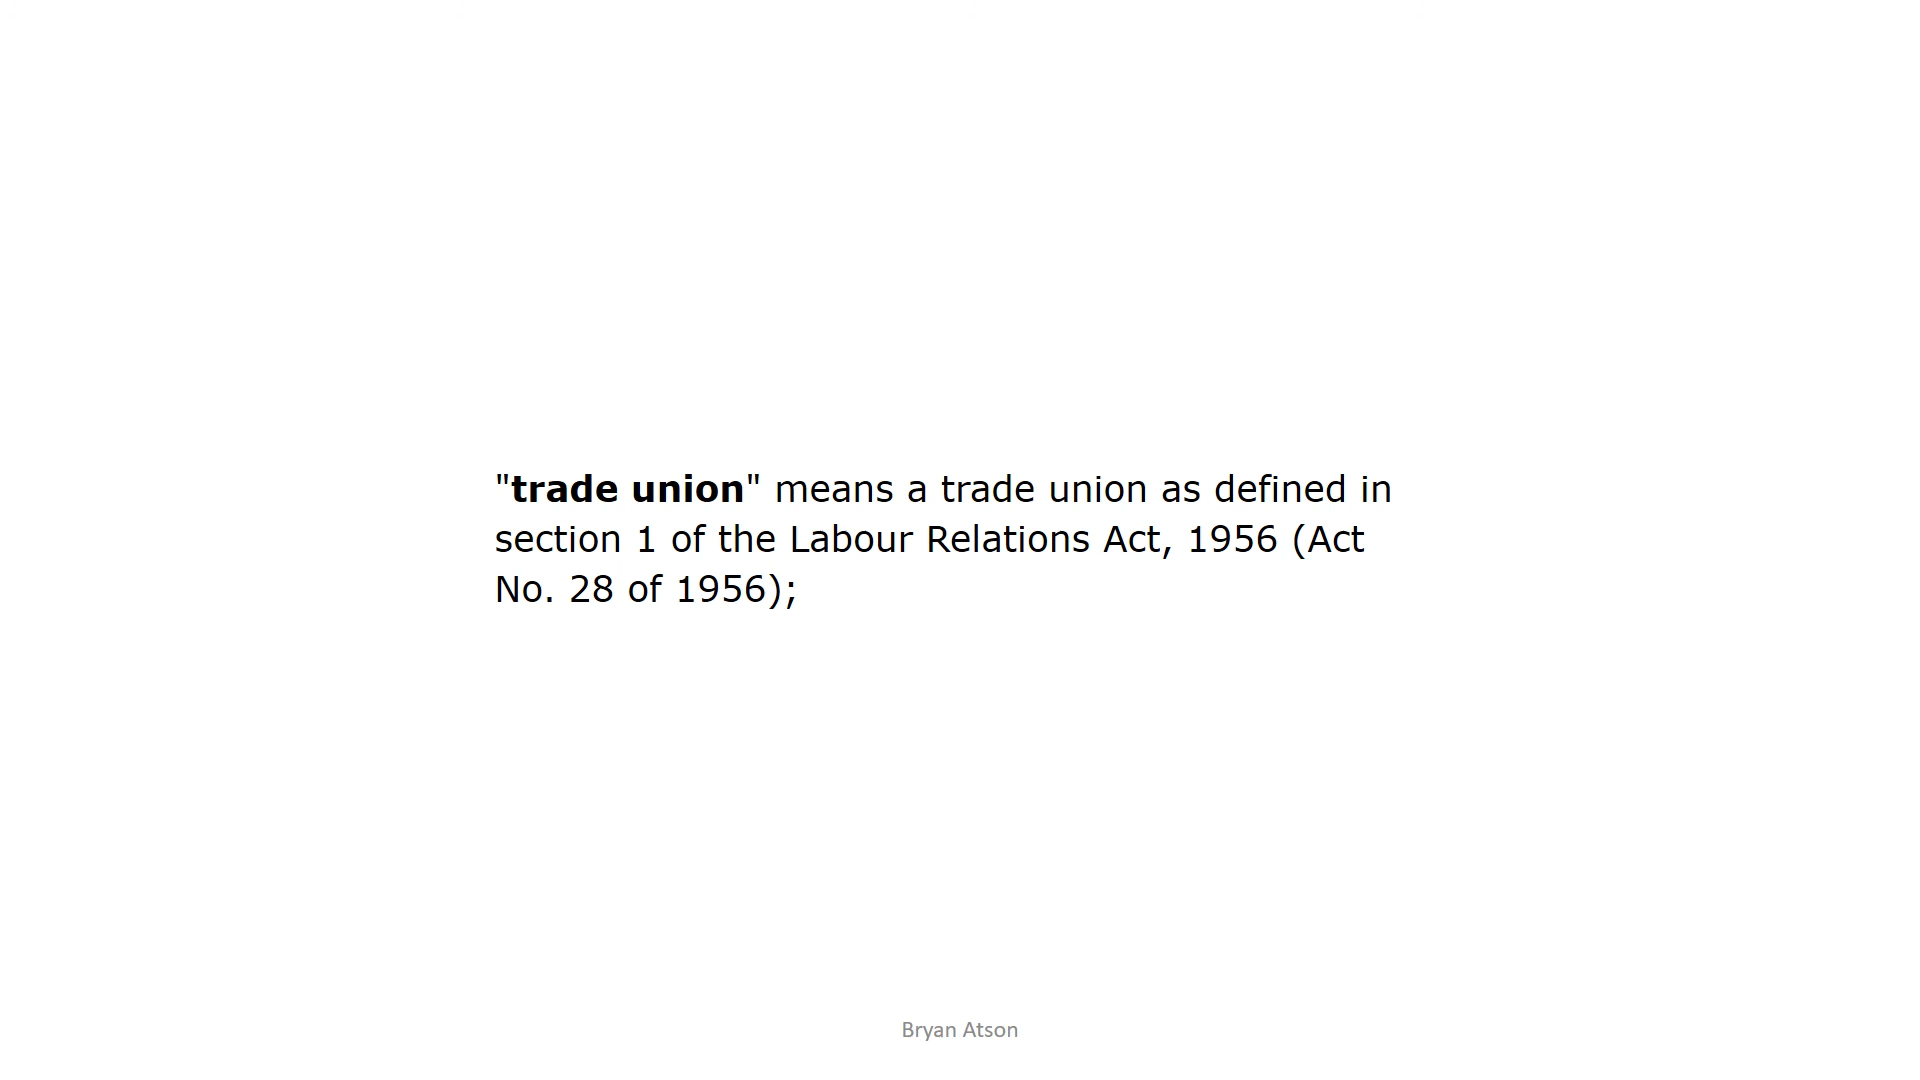 "trade union" means a trade union as defined in
section 1 of the Labour Relations Act, 1956 (Act
No. 28 of 1956);
Bryan Atson